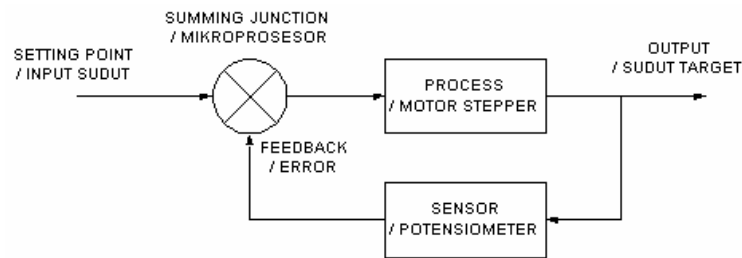 SUMMING JUNCTION
/ MIKROPROSESOR
SETTING POINT
/ INPUT SUDUT
PROCESS
/ MOTOR STEPPER
OUTPUT
/ SUDUT TARGET
FEEDBACK
/ ERROR
SENSOR
/ POTENSIOMETER